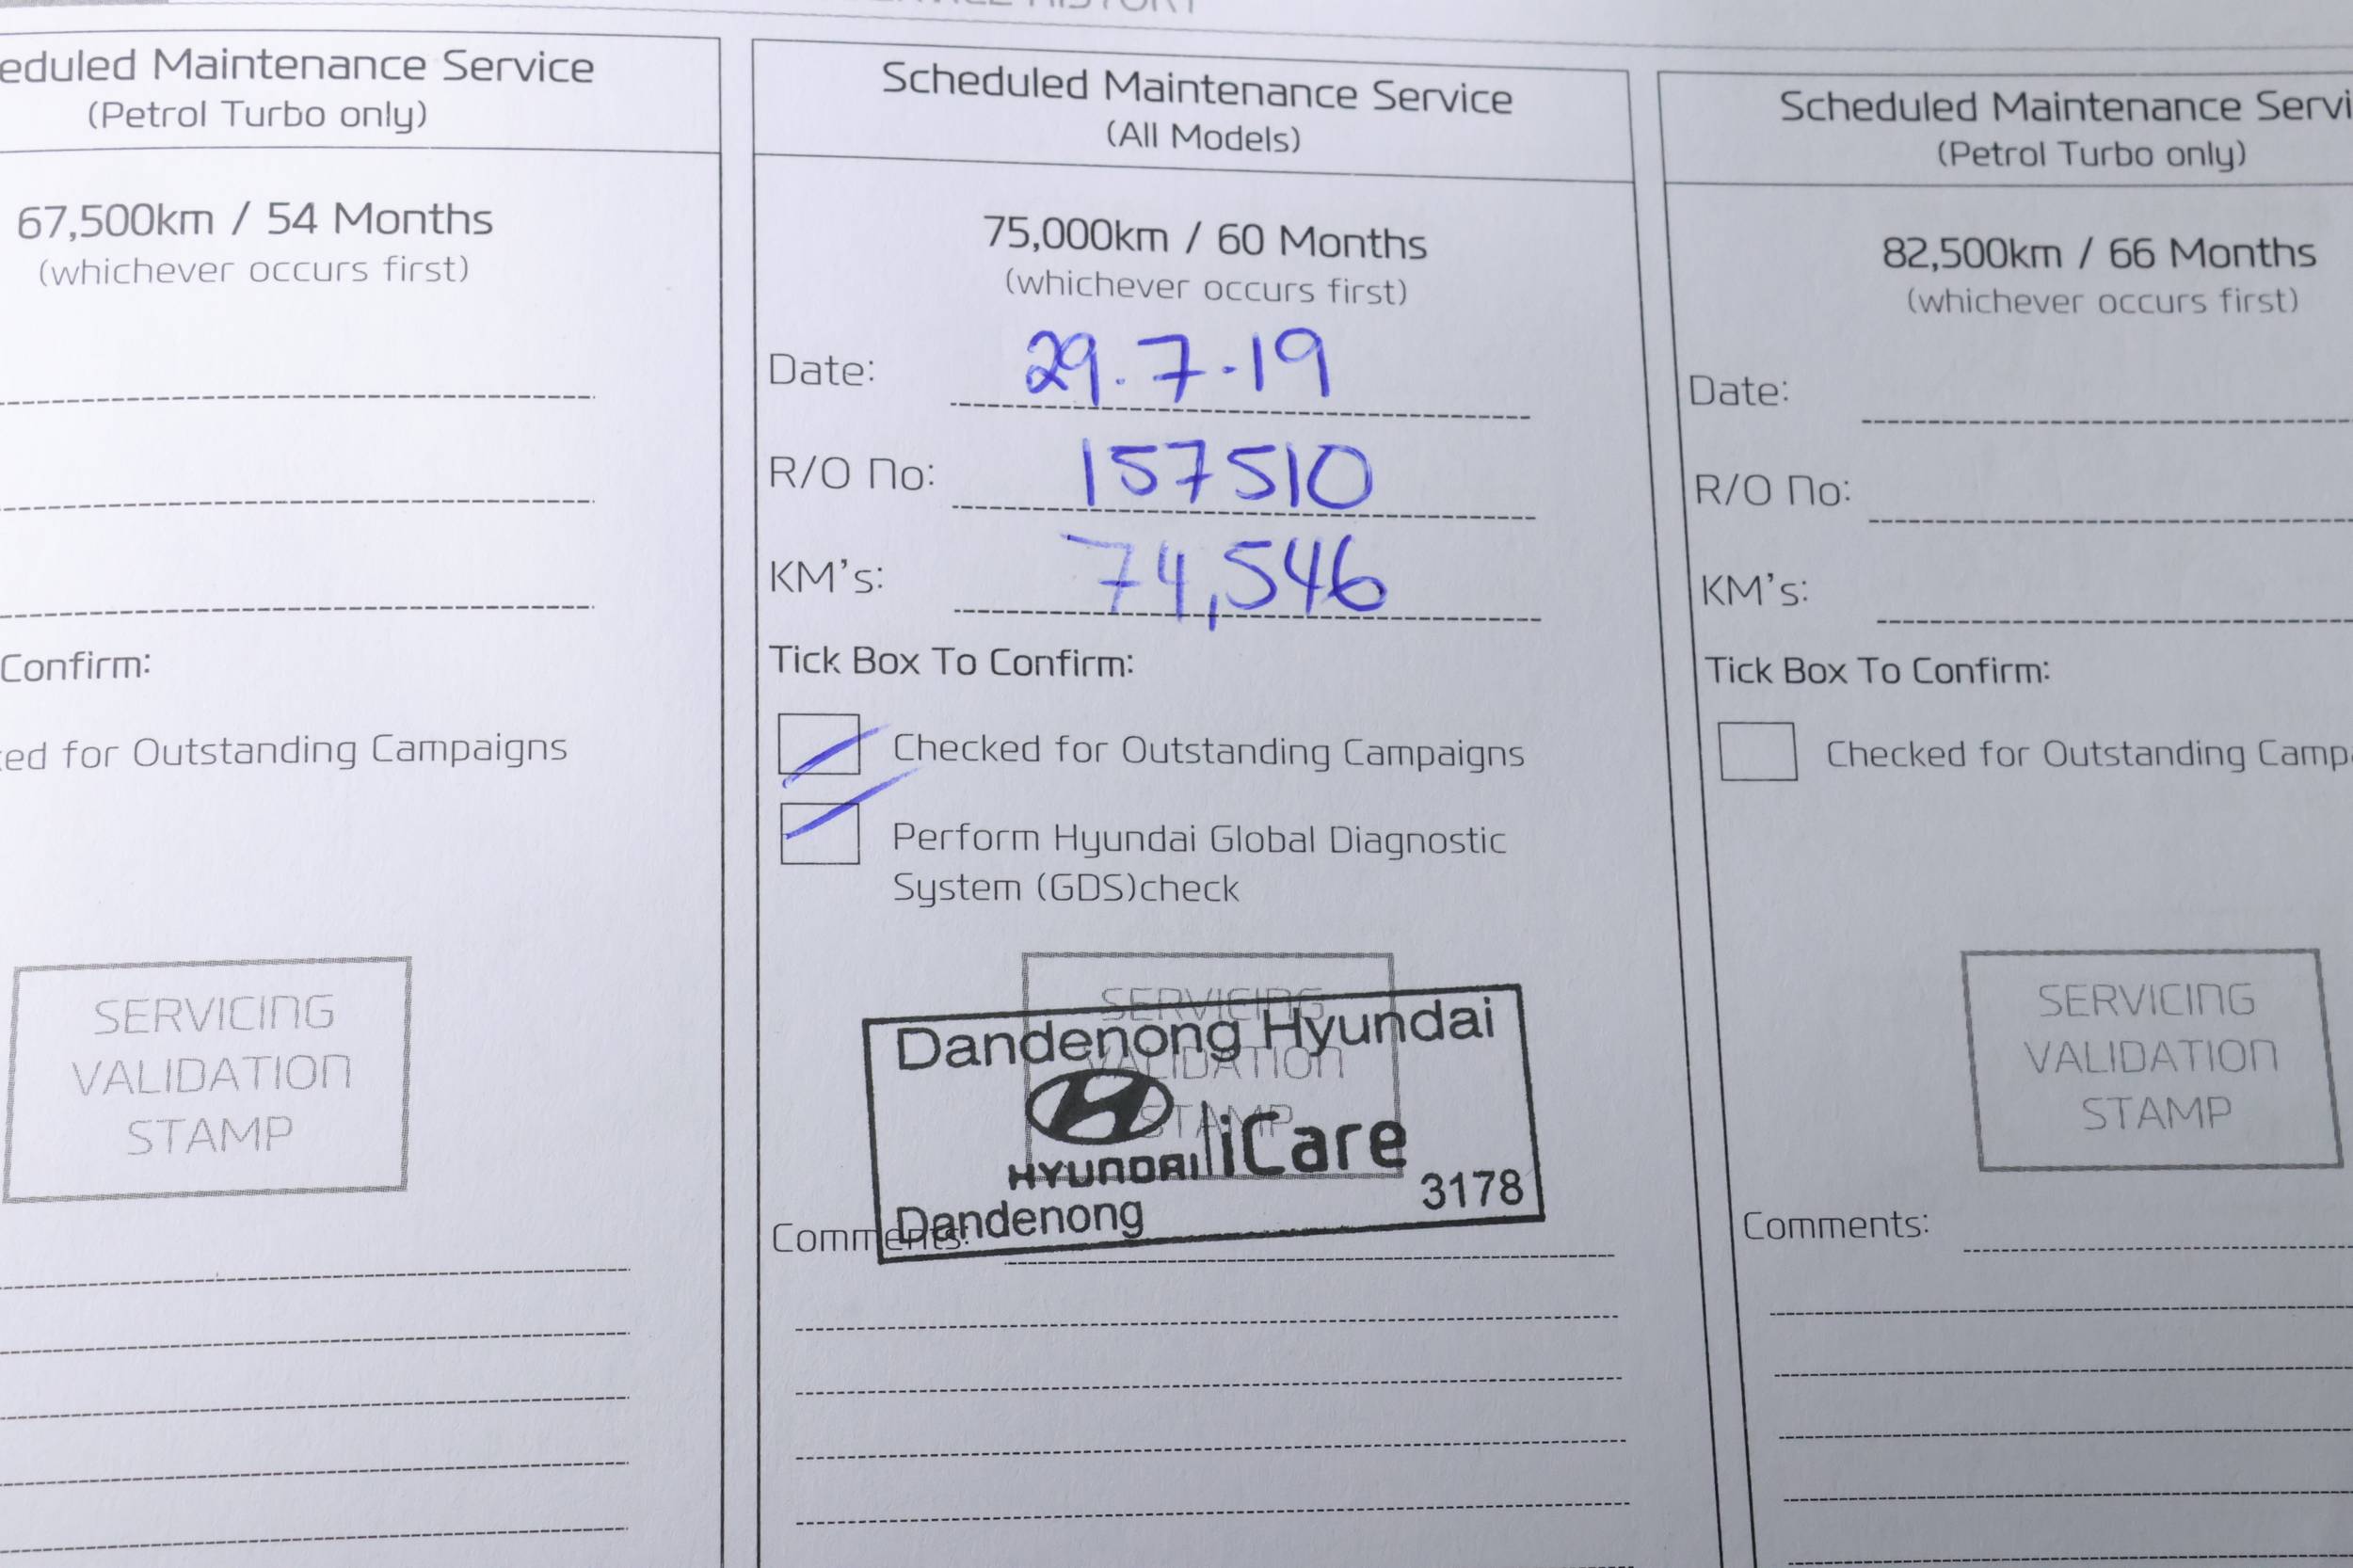 Scheduled Maintenance Service
(Petrol Turbo only)
67,500km / 54 Months
(whichever occurs first)
Confirm:
for Outstanding Campaigns
SERVICING
VALIDATION
STAMP
Scheduled Maintenance Service
(All Models)
75,000km / 60 Months
(whichever occurs first)
Date: 29.7.19
R/O No: 157510
KM's: 74,546
Tick Box To Confirm:
Checked for Outstanding Campaigns
Perform Hyundai Global Diagnostic
System (GDS)check
SERVICING
VALIDATION
STAMP
Dandenong Hyundai
HYUNDAI iCare
Dandenong 3178
Comments:
Scheduled Maintenance
(Petrol Turbo only)
82,500km / 66 Months
(whichever occurs first)
Date:
R/O No:
KM's:
Tick Box To Confirm:
Checked for Outstanding
SERVICING
VALIDATION
STAMP
Comments: